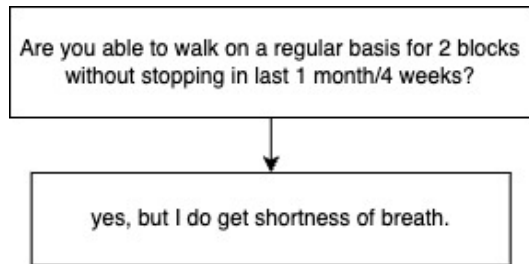 Are you able to walk on a regular basis for 2 blocks
without stopping in last 1 month/4 weeks?
yes, but I do get shortness of breath.